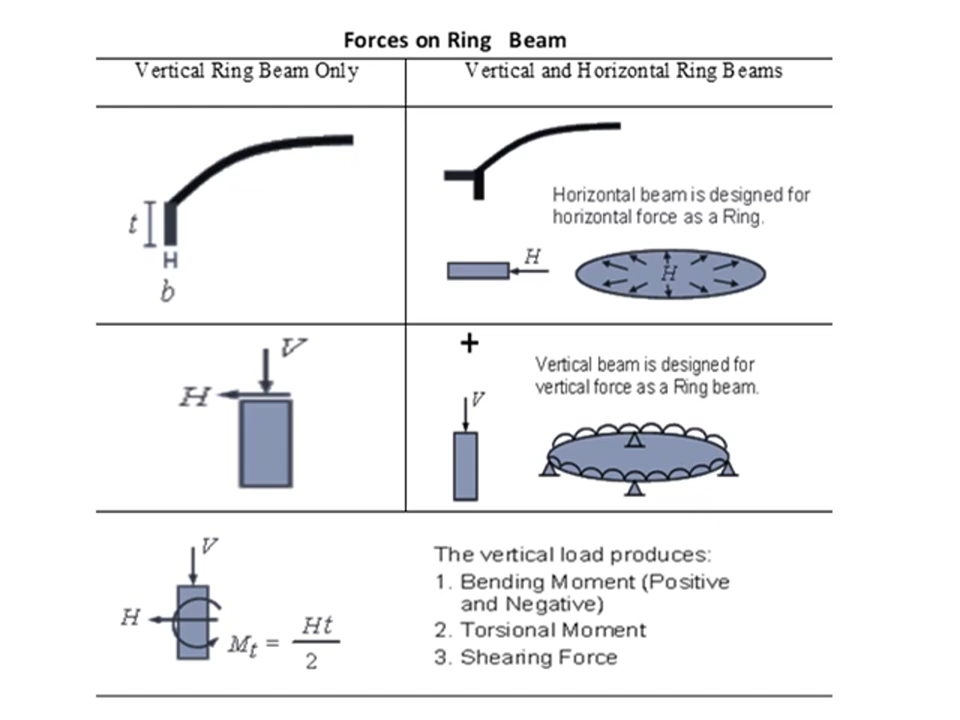 Forces on Ring Beam
Vertical Ring Beam Only
Vertical and Horizontal Ring Beams
t
H
b
Horizontal beam is designed for
horizontal force as a Ring.
H
H
V
H
+
Vertical beam is designed for
vertical force as a Ring beam.
V
V
H
Mt = Ht
2
The vertical load produces:
1. Bending Moment (Positive
and Negative)
2. Torsional Moment
3. Shearing Force